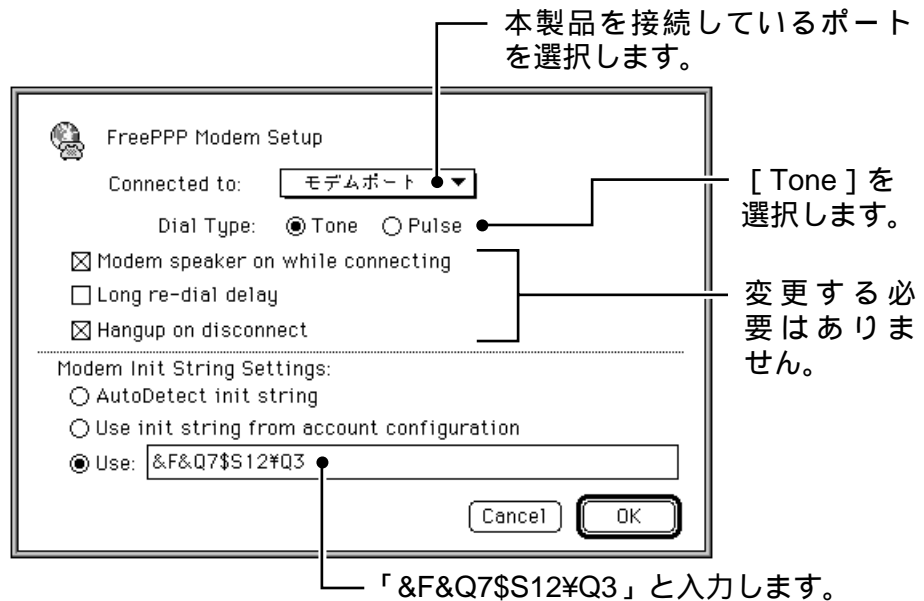 本製品を接続しているポート
を選択します。
FreePPP Modem Setup
Connected to: モデムポート
Dial Type: Tone Pulse
［Tone］を
選択します。
Modem speaker on while connecting
Long re-dial delay
Hangup on disconnect
変更する必
要はありま
せん。
Modem Init String Settings:
AutoDetect init string
Use init string from account configuration
Use: &F&Q7$S12¥Q3
Cancel OK
「&F&Q7$S12¥Q3」と入力します。